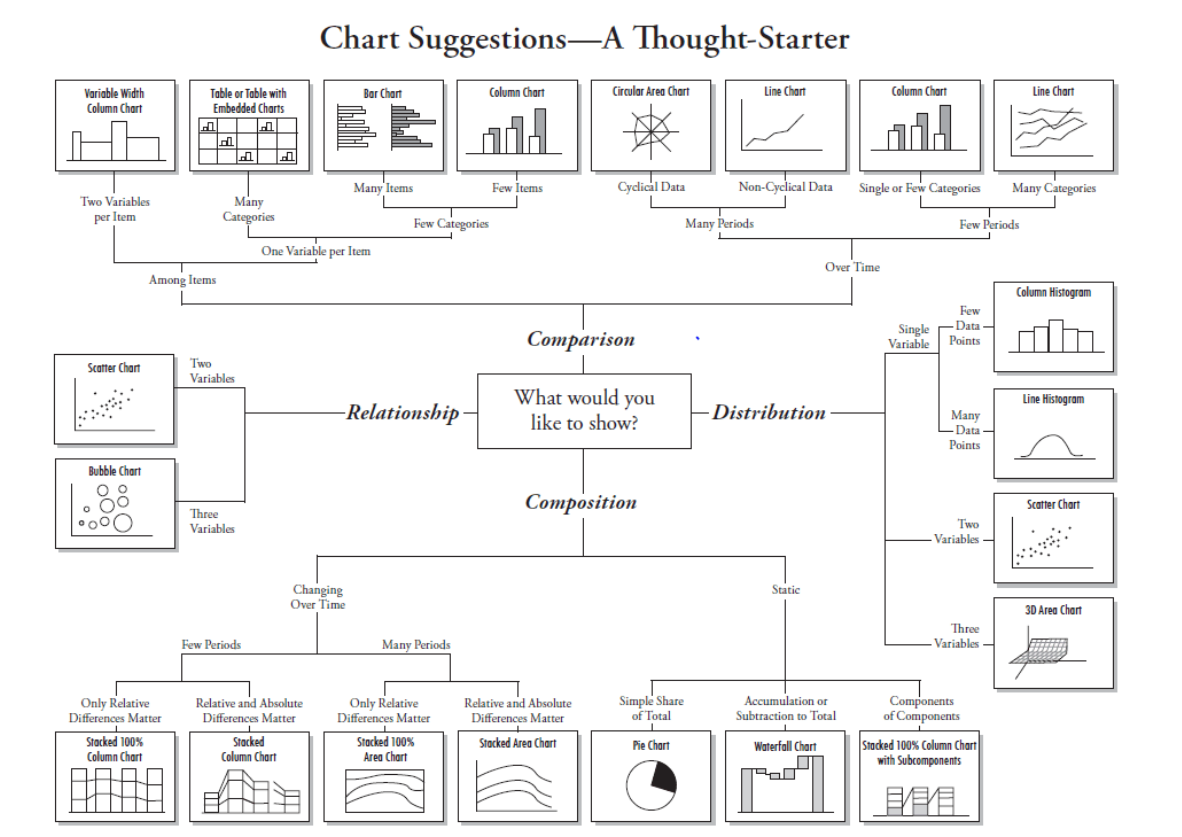 Chart Suggestions—A Thought-Starter
Variable Width
Column Chart
Table or Table with
Embedded Charts
Bar Chart
Column Chart
Circular Area Chart
Line Chart
Column Chart
Line Chart
Two Variables
per Item
Many
Categories
Many Items
Few Items
Cyclical Data
Non-Cyclical Data
Single or Few Categories
Many Categories
Few Categories
Many Periods
Few Periods
One Variable per Item
Among Items
Over Time
Comparison
What would you
like to show?
Relationship
Two
Variables
Scatter Chart
Three
Variables
Bubble Chart
Distribution
Single
Variable
Few
Data
Points
Column Histogram
Many
Data
Points
Line Histogram
Two
Variables
Scatter Chart
Three
Variables
3D Area Chart
Composition
Changing
Over Time
Static
Few Periods
Many Periods
Only Relative
Differences Matter
Relative and Absolute
Differences Matter
Only Relative
Differences Matter
Relative and Absolute
Differences Matter
Simple Share
of Total
Accumulation or
Subtraction to Total
Components
of Components
Stacked 100%
Column Chart
Stacked
Column Chart
Stacked 100%
Area Chart
Stacked Area Chart
Pie Chart
Waterfall Chart
Stacked 100% Column Chart
with Subcomponents